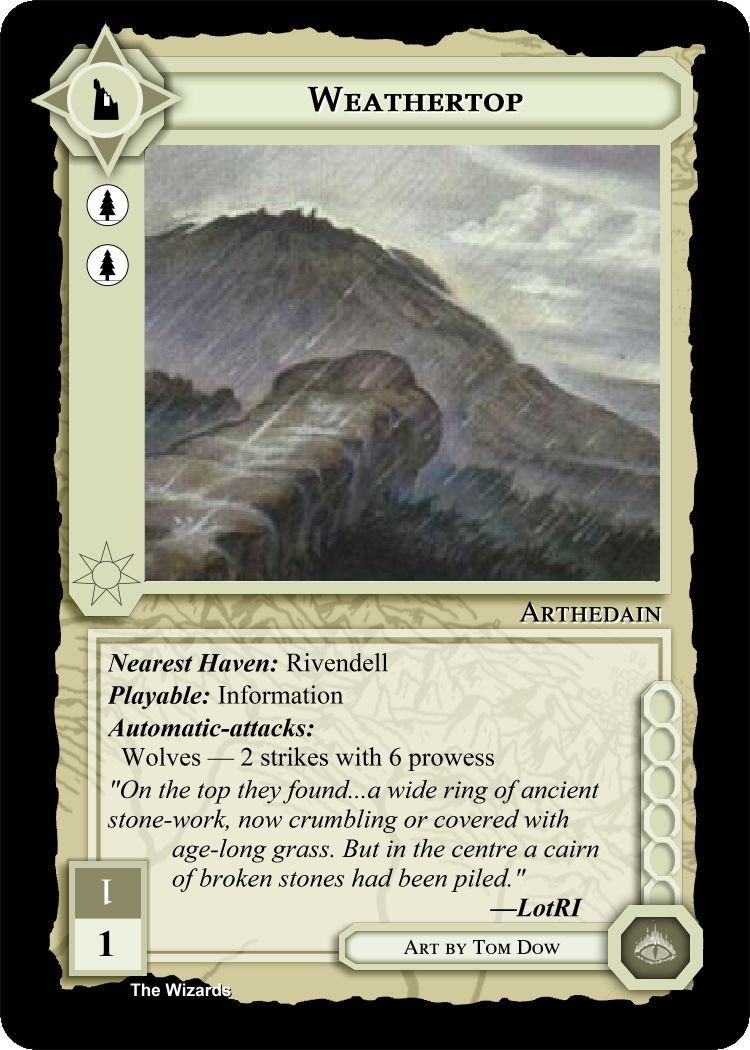 Weathertop
Arthedain
Nearest Haven: Rivendell
Playable: Information
Automatic-attacks:
Wolves — 2 strikes with 6 prowess
"On the top they found...a wide ring of ancient
stone-work, now crumbling or covered with
age-long grass. But in the centre a cairn
of broken stones had been piled."
—LotRI
I
1
Art by Tom Dow
The Wizards